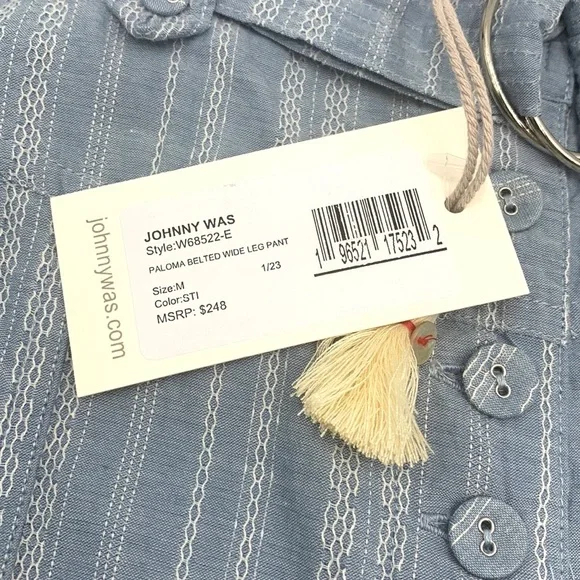 johnnywas.com
JOHNNY WAS
Style:W68522-E
PALOMA BELTED WIDE LEG PANT
1/23
Size:M
Color:STI
MSRP: $248
1 96521 17523 2